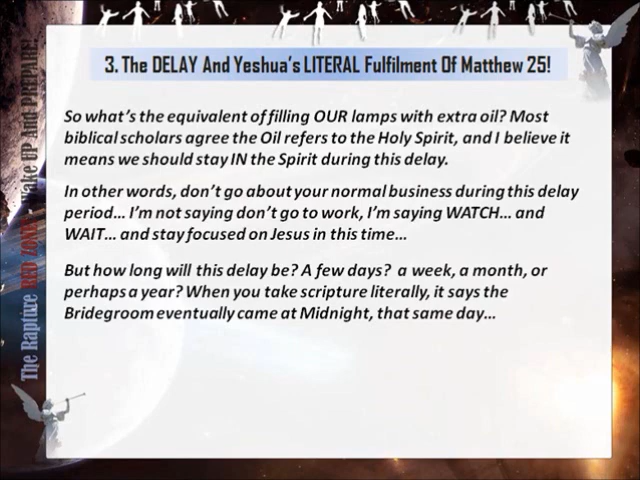 3. The DELAY And Yeshua's LITERAL Fulfilment Of Matthew 25!
So what's the equivalent of filling OUR lamps with extra oil? Most
biblical scholars agree the Oil refers to the Holy Spirit, and I believe it
means we should stay IN the Spirit during this delay.
In other words, don't go about your normal business during this delay
period... I'm not saying don't go to work, I'm saying WATCH... and
WAIT... and stay focused on Jesus in this time...
But how long will this delay be? A few days? a week, a month, or
perhaps a year? When you take scripture literally, it says the
Bridegroom eventually came at Midnight, that same day...
The Rapture RED ZONE - Wake UP And PREPARE!